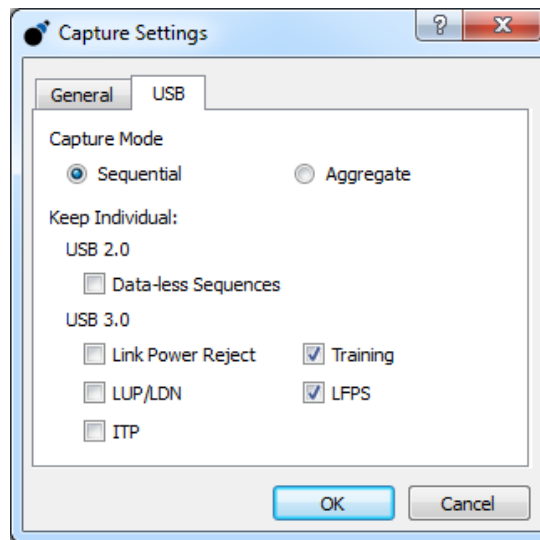 Capture Settings
? X
General USB
Capture Mode
Sequential Aggregate
Keep Individual:
USB 2.0
Data-less Sequences
USB 3.0
Link Power Reject Training
LUP/LDN LFPS
ITP
OK Cancel